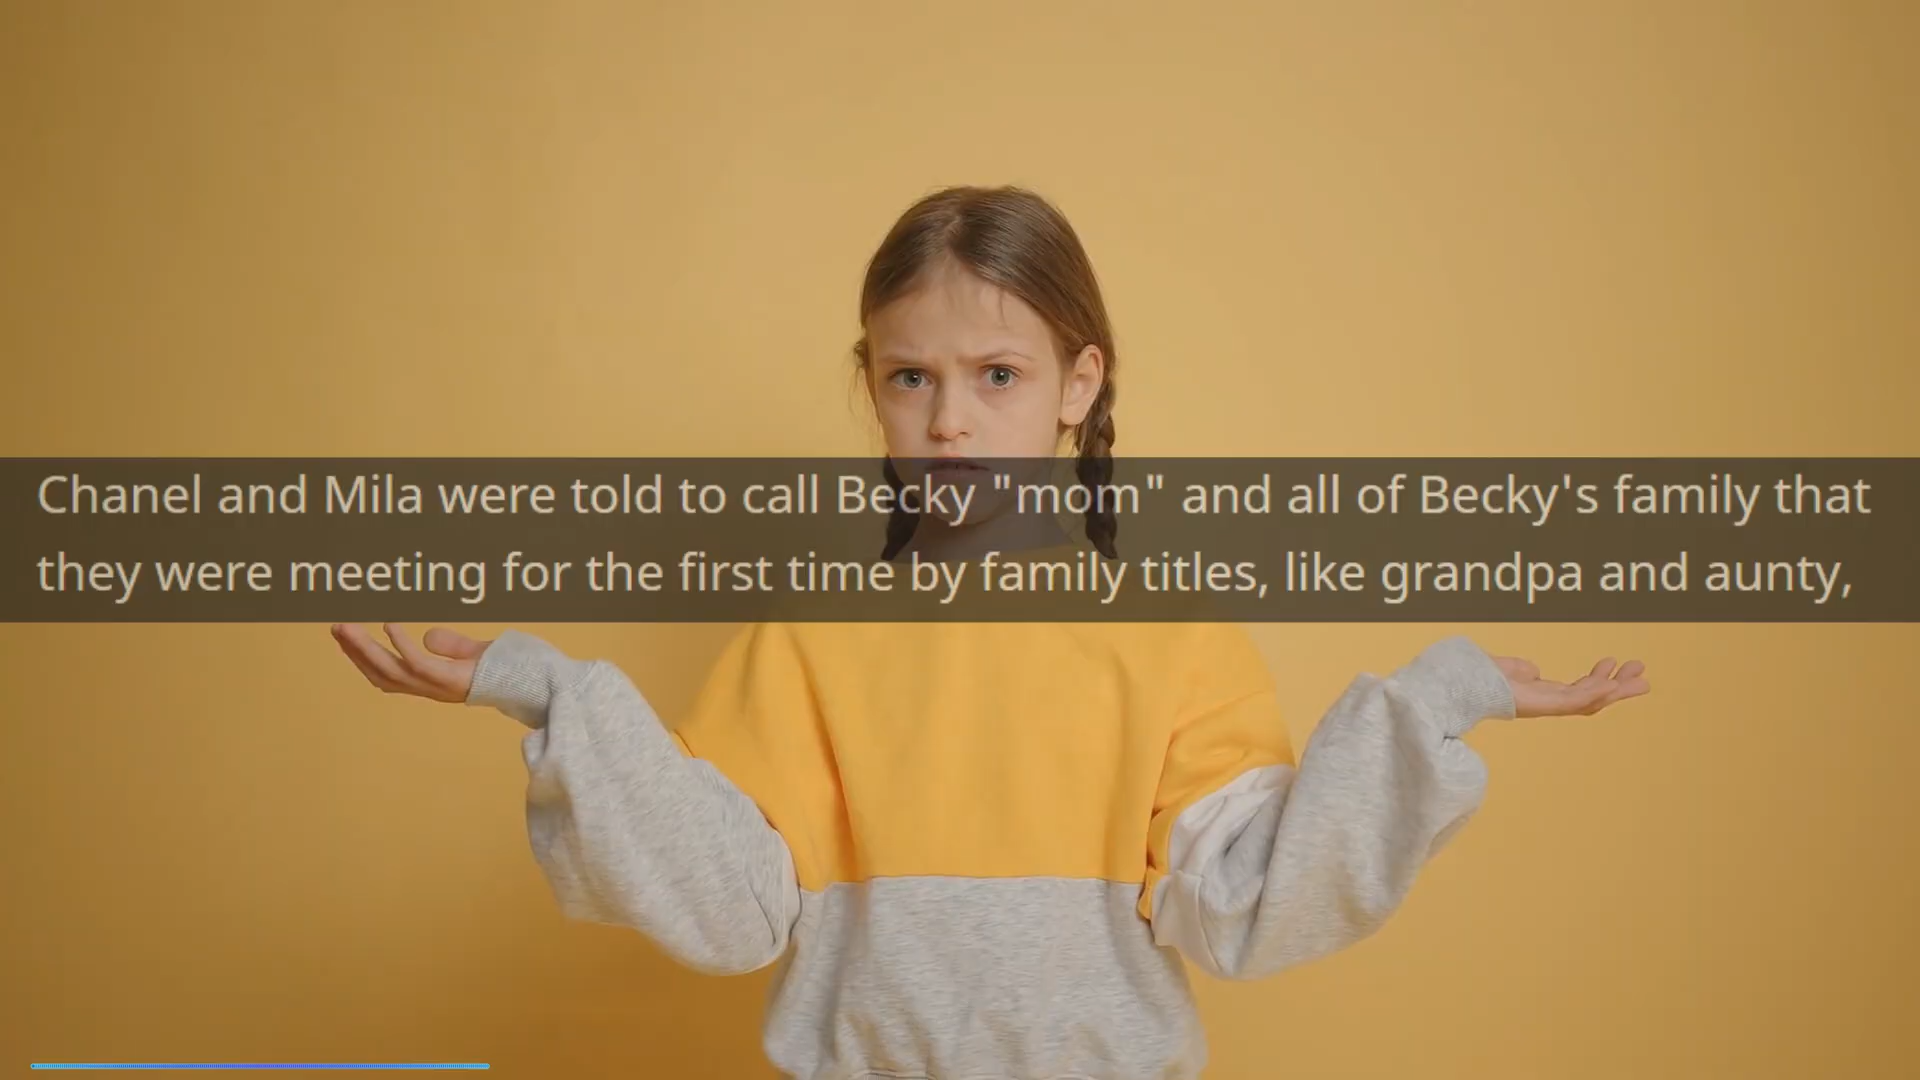 Chanel and Mila were told to call Becky "mom" and all of Becky's family that
they were meeting for the first time by family titles, like grandpa and aunty,